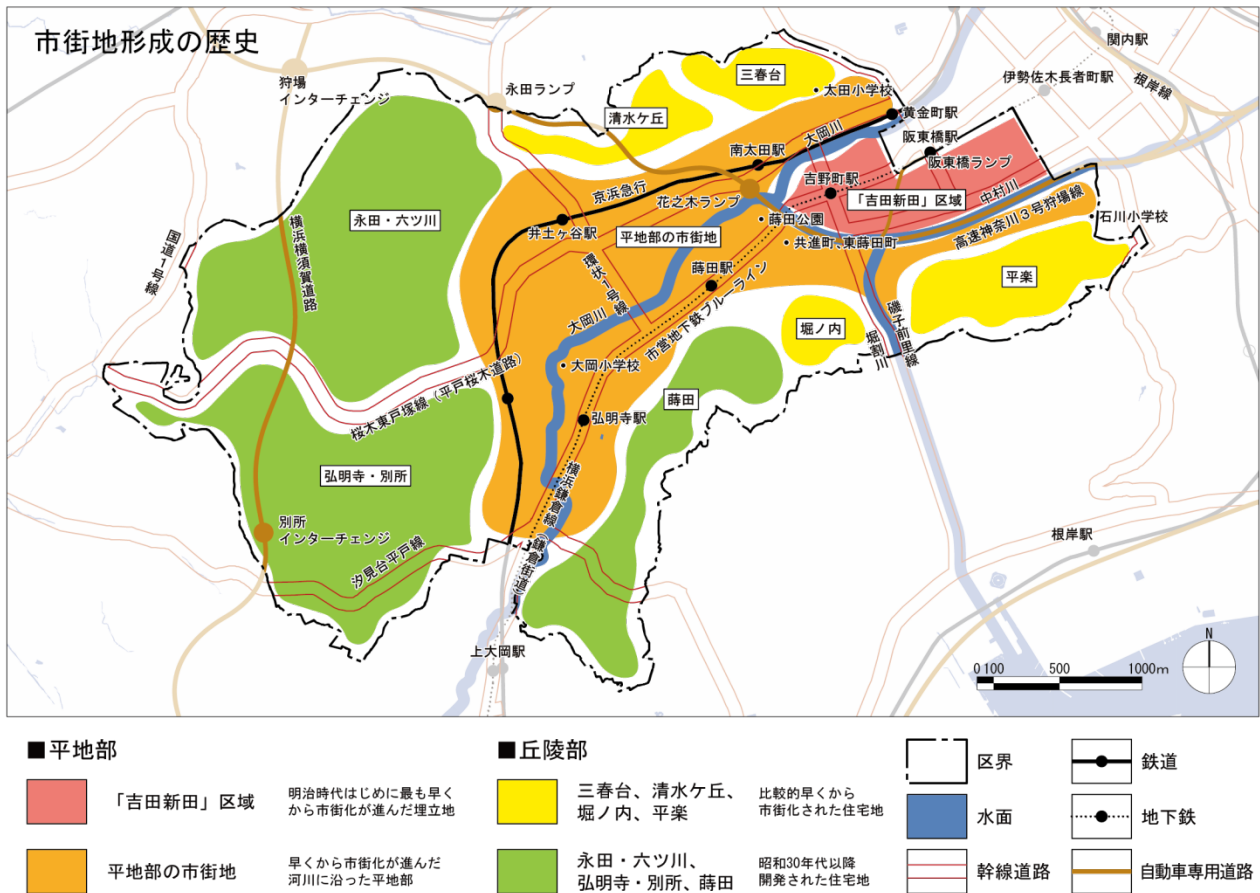 市街地形成の歴史
関内駅
狩場
インターチェンジ
永田ランプ
三春台
伊勢佐木長者町駅
根岸線
太田小学校
清水ケ丘
黄金町駅
大岡川
阪東橋駅
南太田駅
阪東橋ランプ
京浜急行
吉野町駅
中村川
花之木ランプ
「吉田新田」区域
永田・六ツ川
井土ヶ谷駅
平地部の市街地
蒔田公園
石川小学校
高速神奈川3号狩場線
共進町、東蒔田町
国道1号線
横浜横須賀道路
環状1号線
蒔田駅
平楽
大岡川
市営地下鉄ブルーライン
堀ノ内
磯子前里線
堀割川
大岡小学校
桜木東戸塚線(平戸桜木道路)
蒔田
弘明寺駅
弘明寺・別所
横浜鎌倉線(鎌倉街道)
別所
インターチェンジ
根岸駅
汐見台平戸線
上大岡駅
N
0 100 500 1000m
■平地部
「吉田新田」区域
明治時代はじめに最も早く
から市街化が進んだ埋立地
平地部の市街地
早くから市街化が進んだ
河川に沿った平地部
■丘陵部
三春台、清水ケ丘、
堀ノ内、平楽
比較的早くから
市街化された住宅地
永田・六ツ川、
弘明寺・別所、蒔田
昭和30年代以降
開発された住宅地
区界
鉄道
水面
地下鉄
幹線道路
自動車専用道路